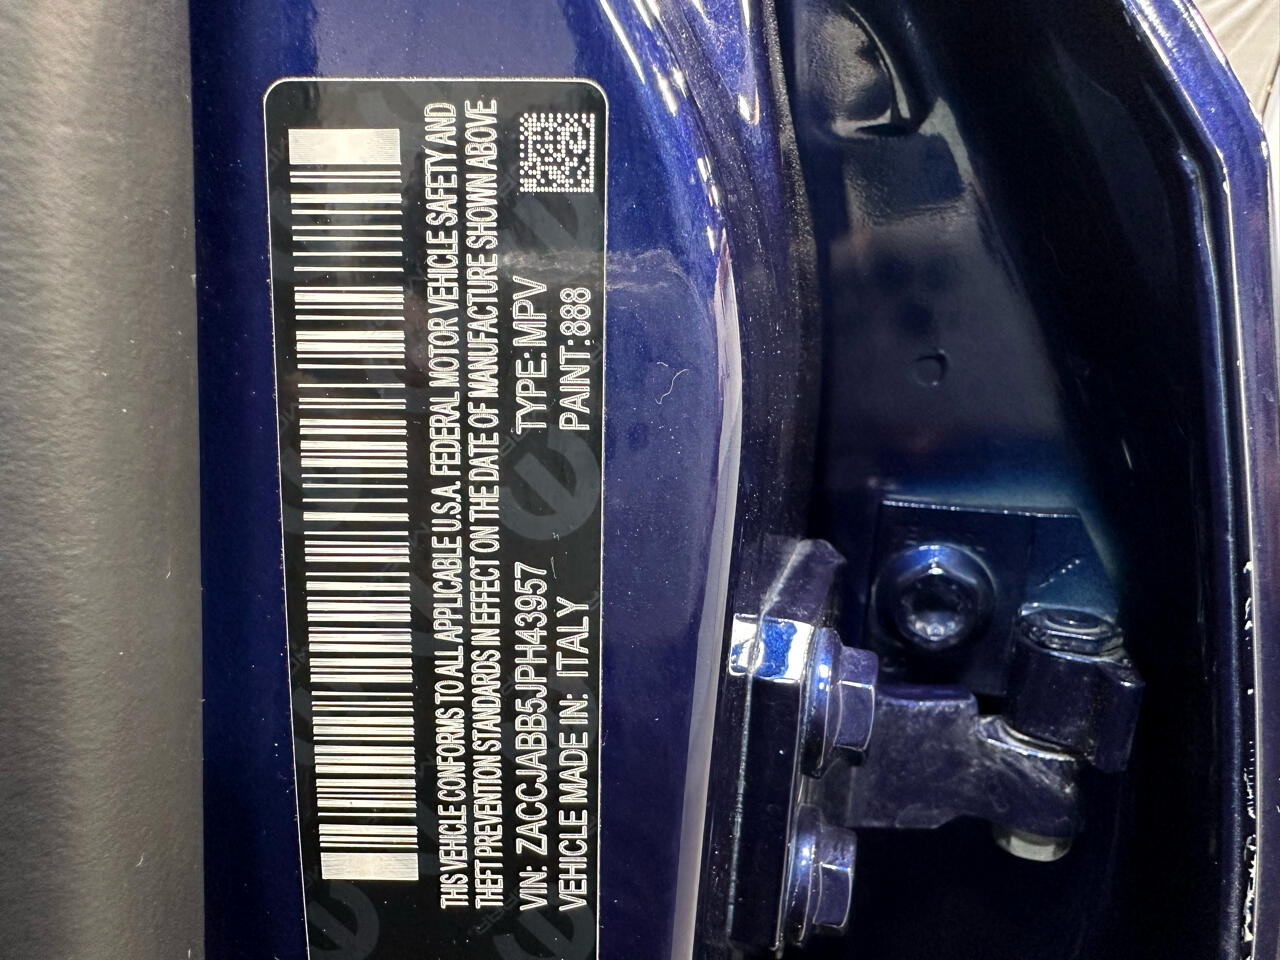 THIS VEHICLE CONFORMS TO ALL APPLICABLE U.S.A. FEDERAL MOTOR VEHICLE SAFETY AND
THEFT PREVENTION STANDARDS IN EFFECT ON THE DATE OF MANUFACTURE SHOWN ABOVE
VIN: ZACCJABB5JPH43957 TYPE: MPV
VEHICLE MADE IN: ITALY PAINT: 888